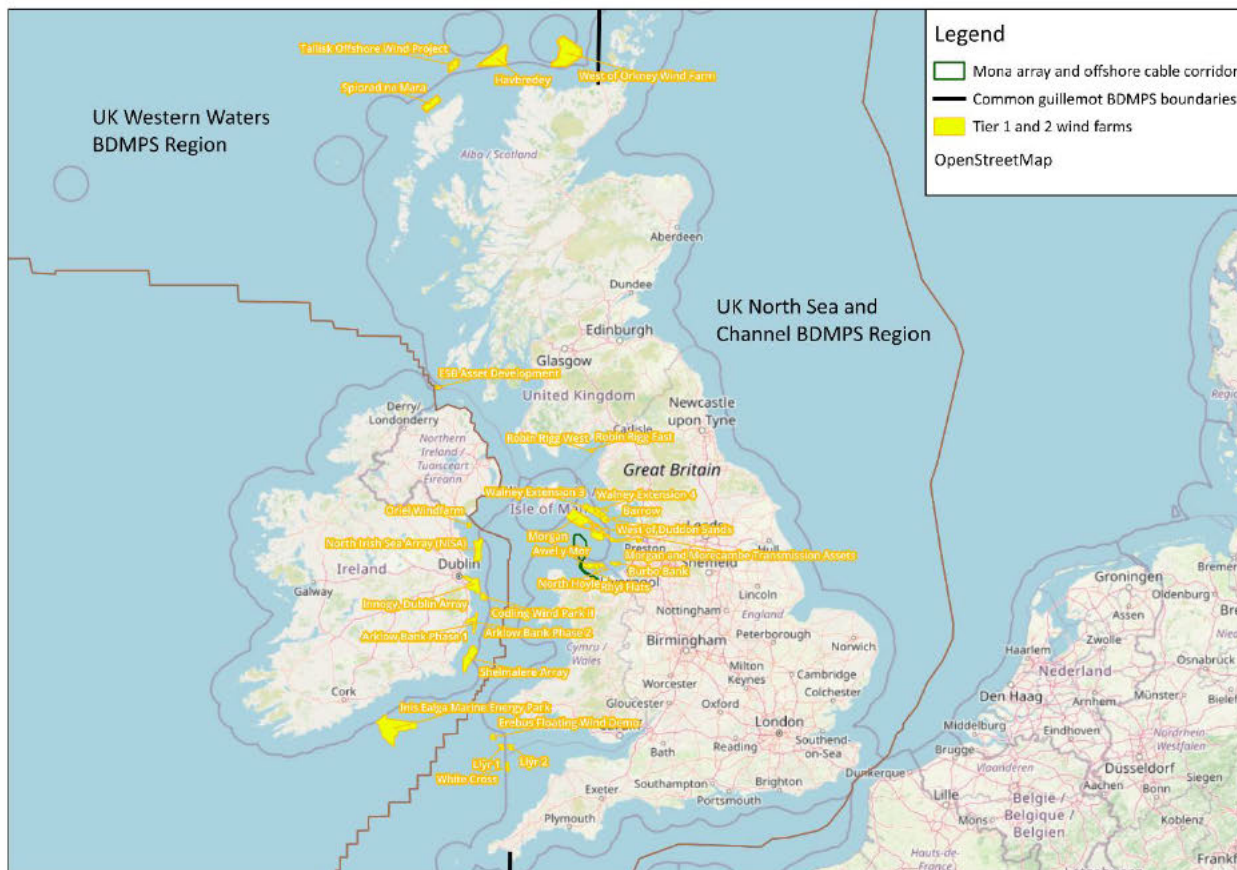 Legend
Mona array and offshore cable corridor
Common guillemot BDMPS boundaries
Tier 1 and 2 wind farms
OpenStreetMap
UK Western Waters
BDMPS Region
UK North Sea and
Channel BDMPS Region
Talisk Offshore Wind Project
Havbredey
West of Orkney Wind Farm
Spiorad na Mara
Alba / Scotland
Aberdeen
Dundee
Edinburgh
Glasgow
ESB Asset Development
United Kingdom
Derry/
Londonderry
Northern
Ireland /
Tuaisceart
Éireann
Newcastle
upon Tyne
Carlisle
Robin Rigg West
Robin Rigg East
Great Britain
Walney Extension 3
Walney Extension 4
Isle of
Barrow
Oriel Windfarm
West of Duddon Sands
Morgan
Preston
Hull
North Irish Sea Array (NISA)
Awel y Mor
Morgan and Morecambe Transmission Assets
Sheffield
Burbo Bank
Ireland
Dublin
Galway
North Hoyle
Rhyl Flats
Lincoln
Innogy, Dublin Array
Codling Wind Park II
Nottingham
England
Arklow Bank Phase 1
Arklow Bank Phase 2
Cymru
/ Wales
Birmingham
Peterborough
Norwich
Shelmalere Array
Milton
Keynes
Worcester
Cambridge
Colchester
Cork
Inis Ealga Marine Energy Park
Gloucester
Oxford
Erebus Floating Wind Demo
London
Llŷr 1
Llŷr 2
White Cross
Bath
Reading
Southend-
on-Sea
Southampton
Brighton
Portsmouth
Exeter
Plymouth
Groningen
Emden
Assen
Haarlem
Zwolle
Nederland
Osnabrück
Den Haag
Arnhem
Münster
Middelburg
Eindhoven
Nordrhein-
Westfalen
Brugge
Vlaanderen
Düsseldorf
Dunkerque
Aachen
Siegen
Lille
België /
Belgique /
Belgien
Bonn
Mons
Koblenz
Hauts-de-
France